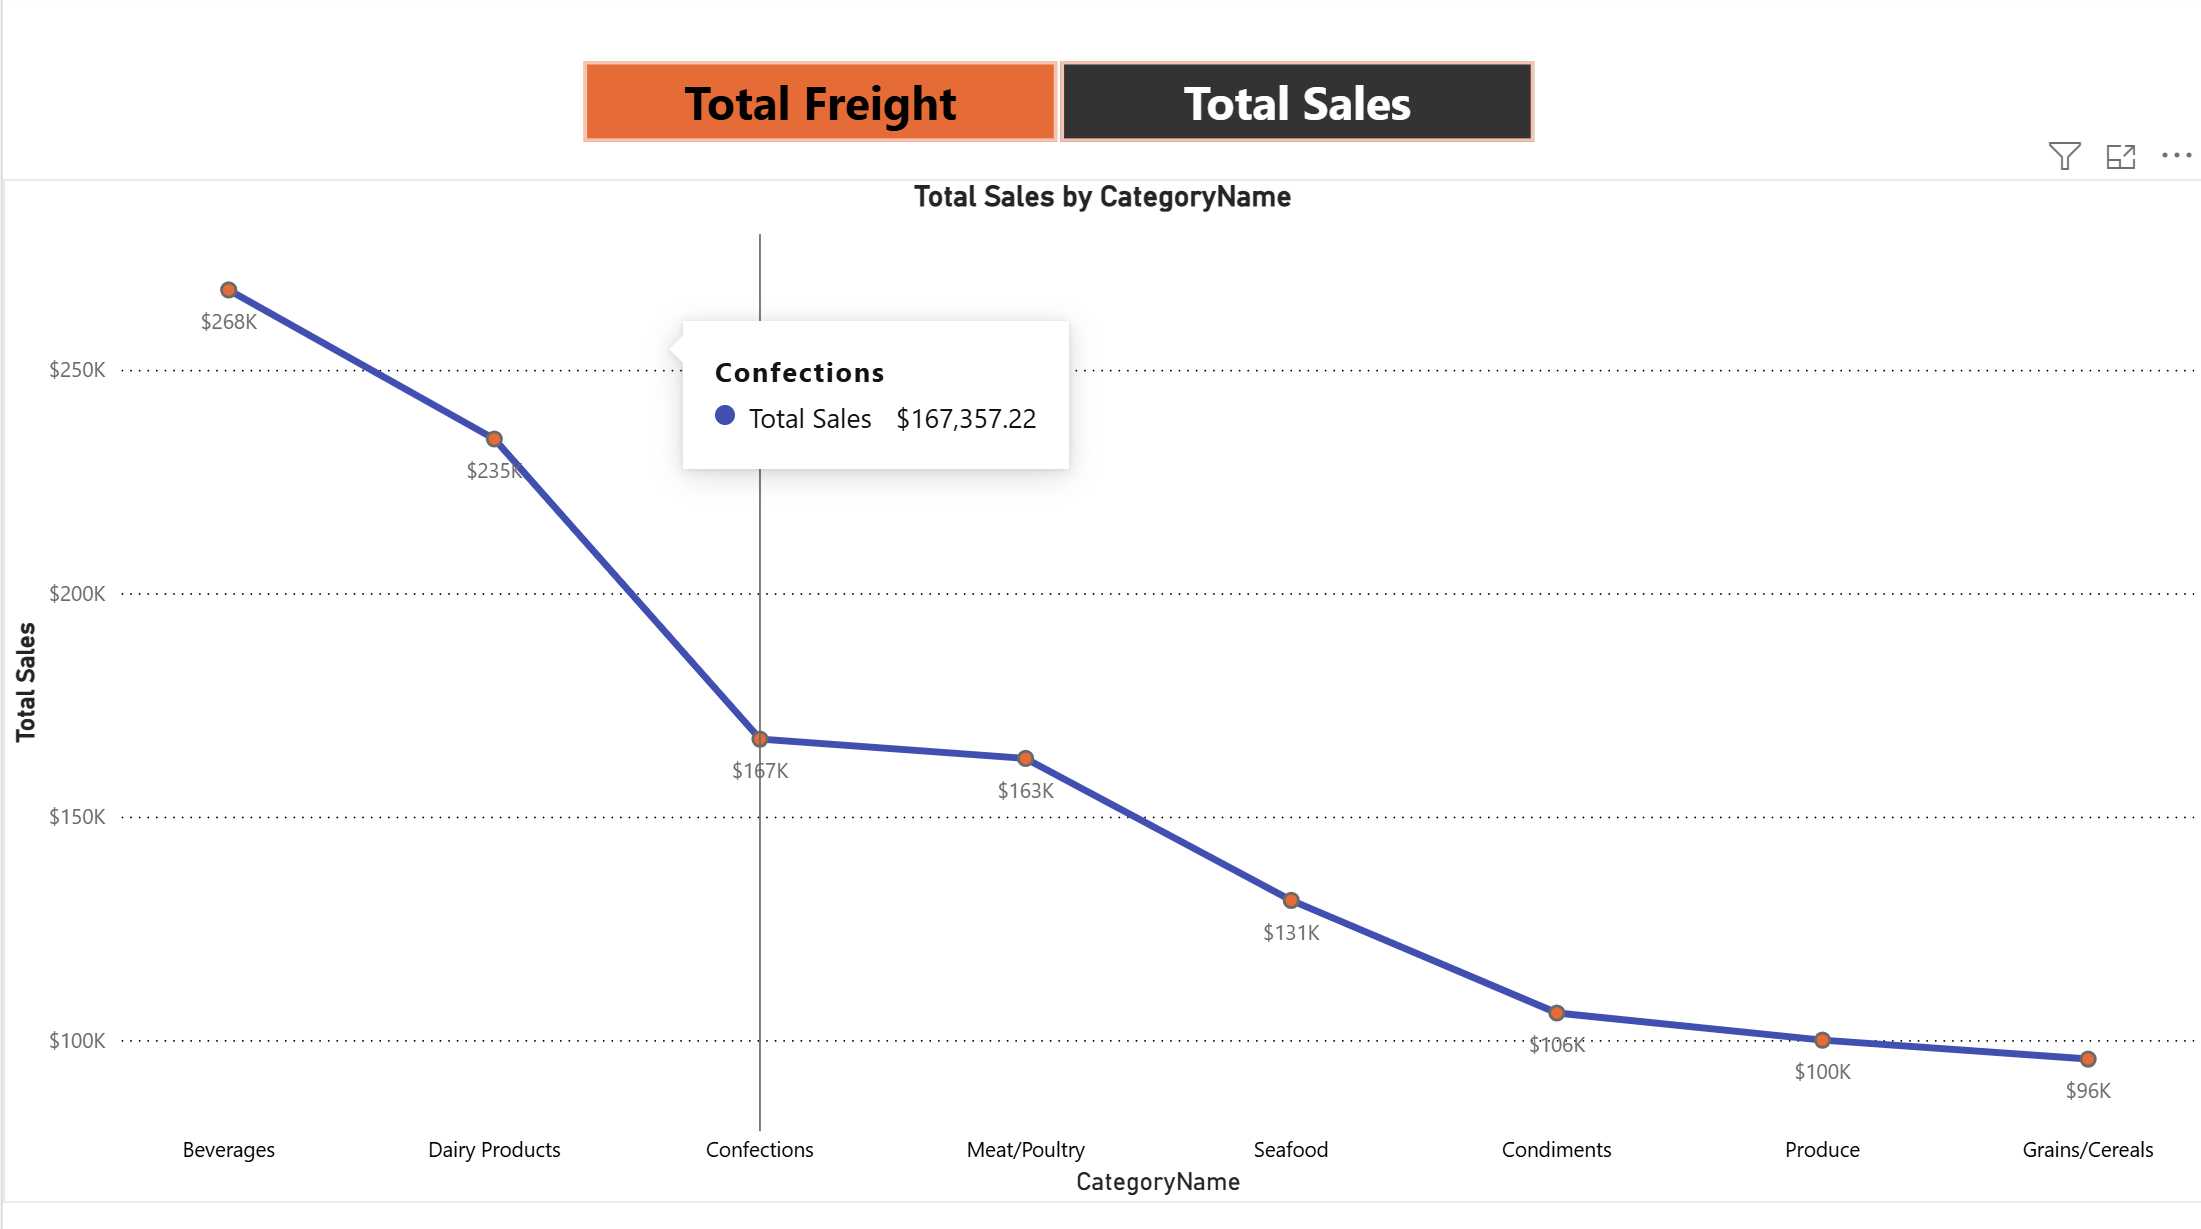 Total Freight
Total Sales
Total Sales by CategoryName
$268K
$250K
Confections
Total Sales $167,357.22
$235K
$200K
Total Sales
$167K
$163K
$150K
$131K
$100K
$106K
$100K
$96K
Beverages Dairy Products Confections Meat/Poultry Seafood Condiments Produce Grains/Cereals
CategoryName